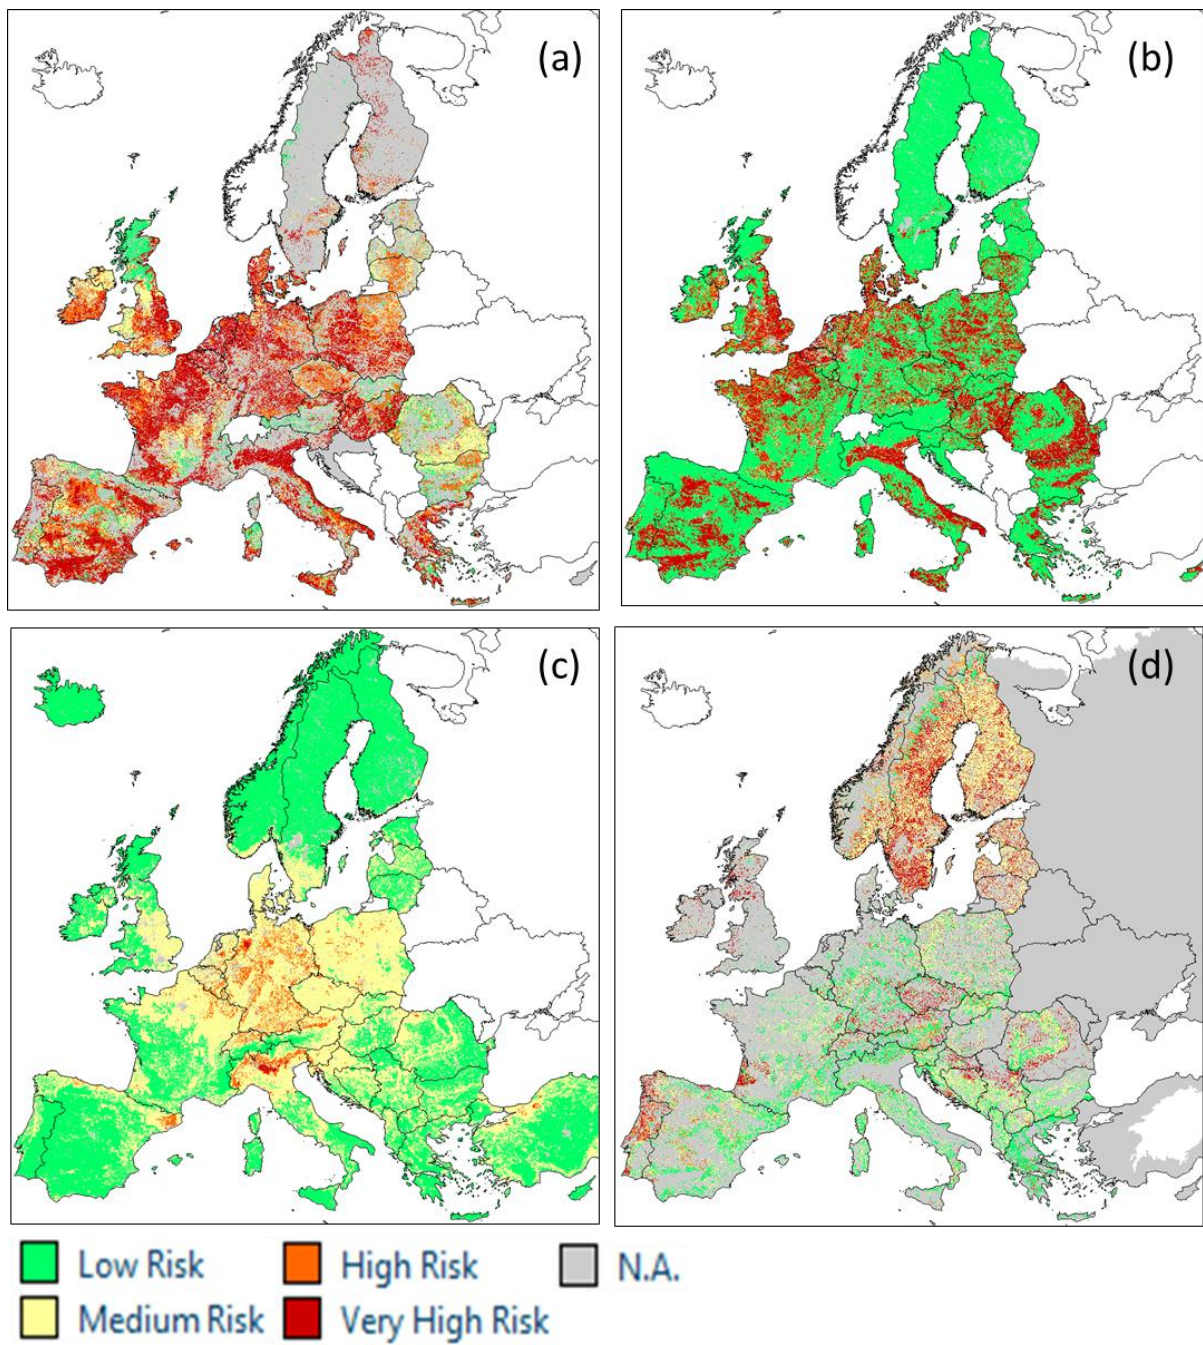 (a)
(b)
(c)
(d)
Low Risk
High Risk
N.A.
Medium Risk
Very High Risk